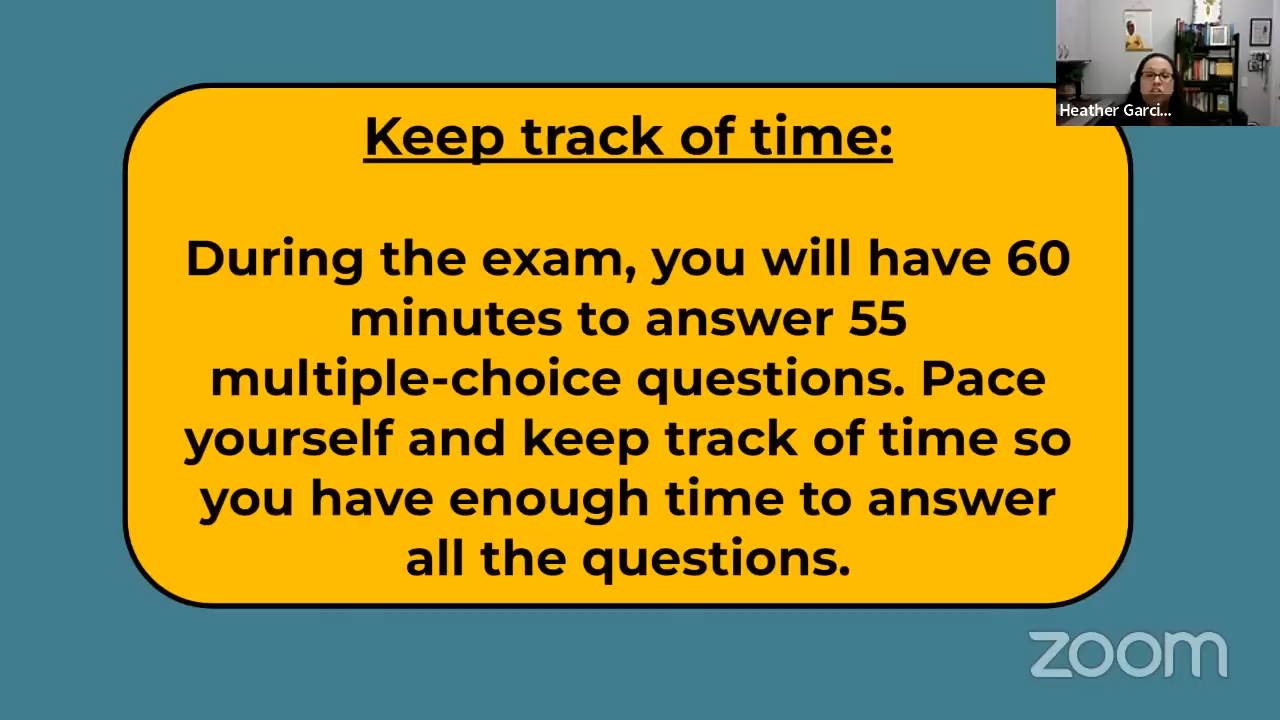 Keep track of time:
During the exam, you will have 60
minutes to answer 55
multiple-choice questions. Pace
yourself and keep track of time so
you have enough time to answer
all the questions.
Heather Garci...
zoom